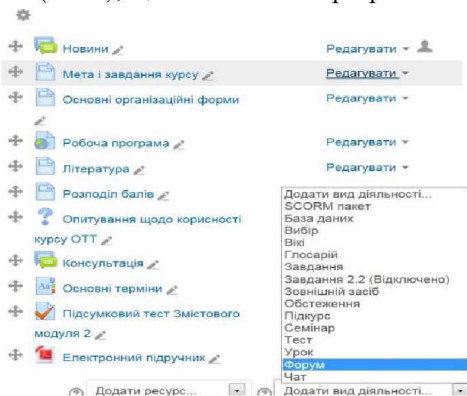 Новини Редагувати
Мета і завдання курсу Редагувати
Основні організаційні форми Редагувати
Робоча програма Редагувати
Література Редагувати
Розподіл балів
Опитування щодо корисності
курсу ОТТ
Консультація
Основні терміни
Підсумковий тест Змістового
модуля 2
Електронний підручник
Додати вид діяльності...
SCORM пакет
База даних
Вибір
Вікі
Глосарій
Завдання
Завдання 2.2 (Відключено)
Зовнішній засіб
Обстеження
Підкурс
Семінар
Тест
Урок
Форум
Чат
Додати ресурс... Додати вид діяльності...